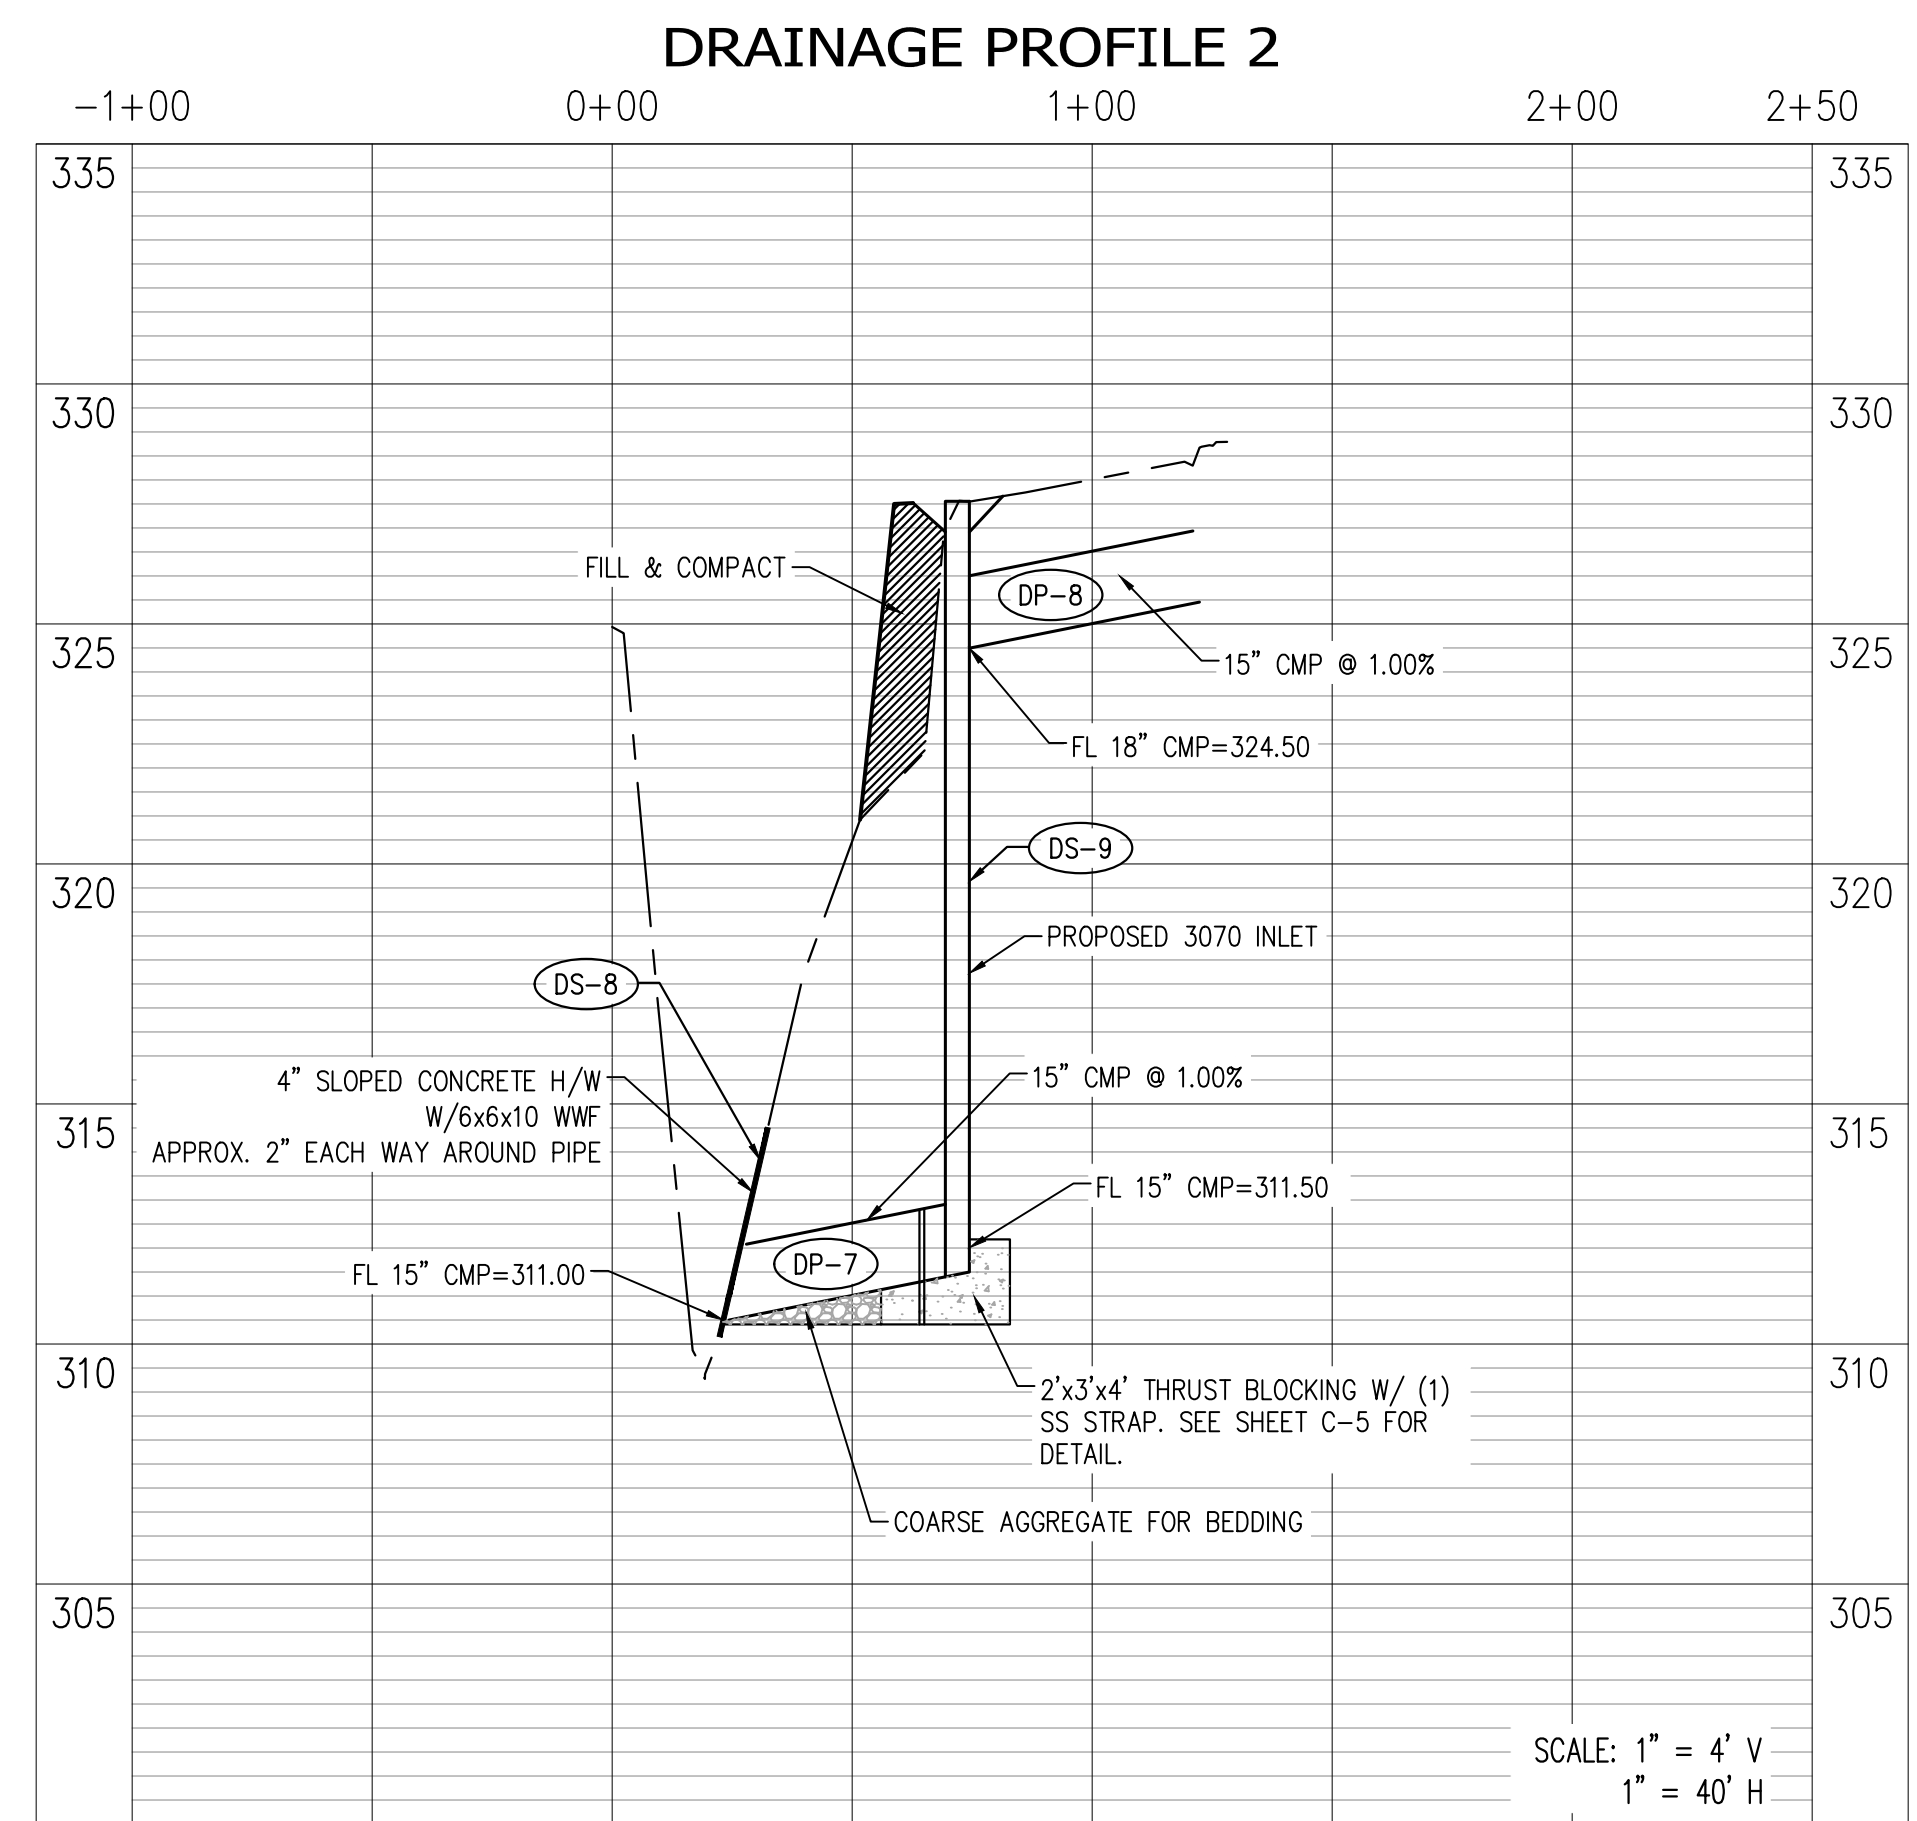 DRAINAGE PROFILE 2
-1+00 0+00 1+00 2+00 2+50
335 335
330 330
FILL & COMPACT
DP-8
325 325
15" CMP @ 1.00%
FL 18" CMP=324.50
DS-9
320 320
PROPOSED 3070 INLET
DS-8
4" SLOPED CONCRETE H/W
W/6x6x10 WWF
APPROX. 2" EACH WAY AROUND PIPE
15" CMP @ 1.00%
315 315
FL 15" CMP=311.50
DP-7
FL 15" CMP=311.00
310 310
2'x3'x4' THRUST BLOCKING W/ (1)
SS STRAP. SEE SHEET C-5 FOR
DETAIL.
COARSE AGGREGATE FOR BEDDING
305 305
SCALE: 1" = 4' V
1" = 40' H